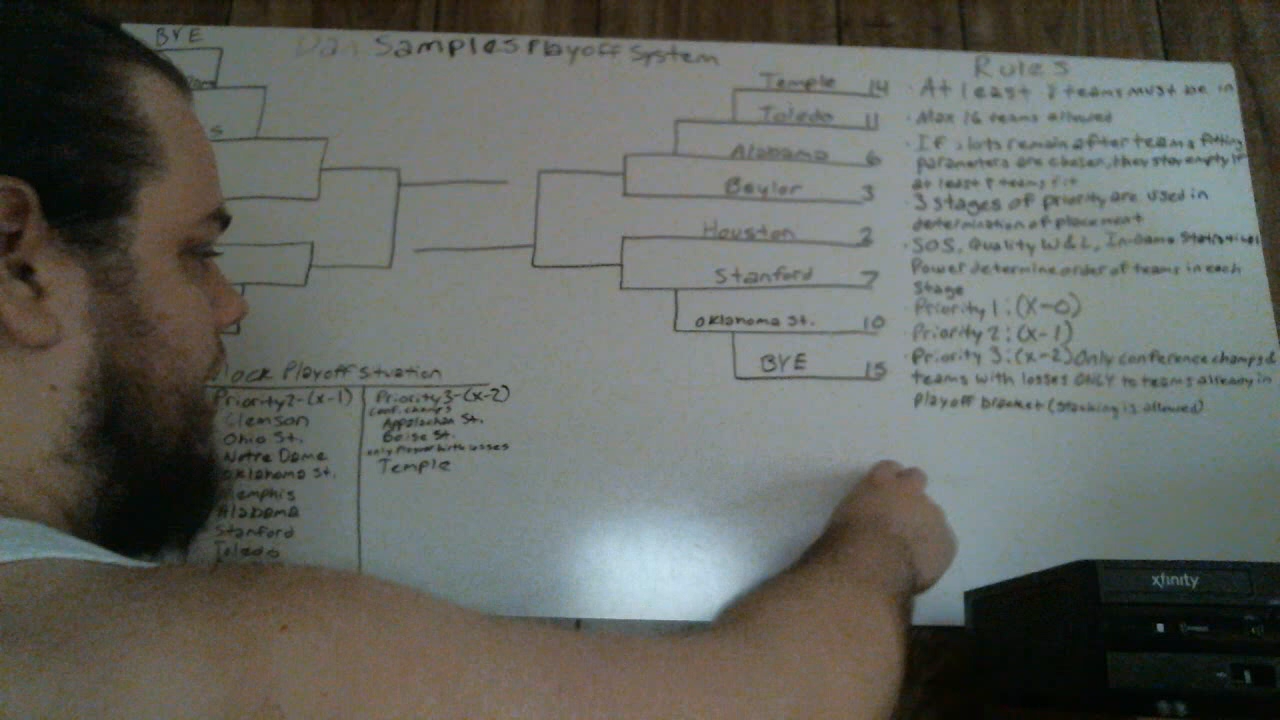 BYE
Dan Samples Playoff System
Temple 14
Toledo 11
Alabama 6
Baylor 3
Houston 2
Stanford 7
Oklahoma St. 10
BYE 15
Rules
• At least 8 teams must be in
• Max 16 teams allowed
• If slots remain after teams fitting
parameters are chosen, they stay empty if
at least 8 teams fit
• 3 stages of priority are used in
determination of placement
• SOS, Quality W & L, In-Game Statistical
Power determine order of teams in each
stage
Priority 1: (x-0)
Priority 2: (x-1)
Priority 3: (x-2) Only conference champs &
teams with losses ONLY to teams already in
playoff bracket (stacking is allowed)
Playoff Situation
Priority 2-(x-1)
Clemson
Ohio St.
Notre Dame
Oklahoma St.
Memphis
Alabama
Stanford
Toledo
Priority 3-(x-2)
Conf. champs
Appalachan St.
Boise St.
only Playoff birth losses
Temple
xfinity